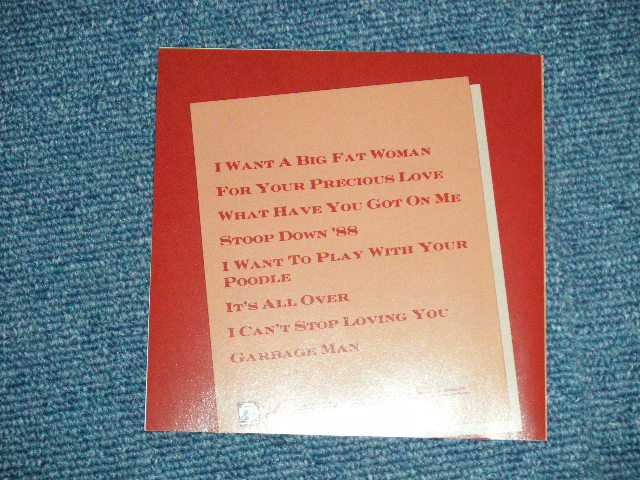 I WANT A BIG FAT WOMAN
FOR YOUR PRECIOUS LOVE
WHAT HAVE YOU GOT ON ME
STOOP DOWN '88
I WANT TO PLAY WITH YOUR
POODLE
IT'S ALL OVER
I CAN'T STOP LOVING YOU
GARBAGE MAN